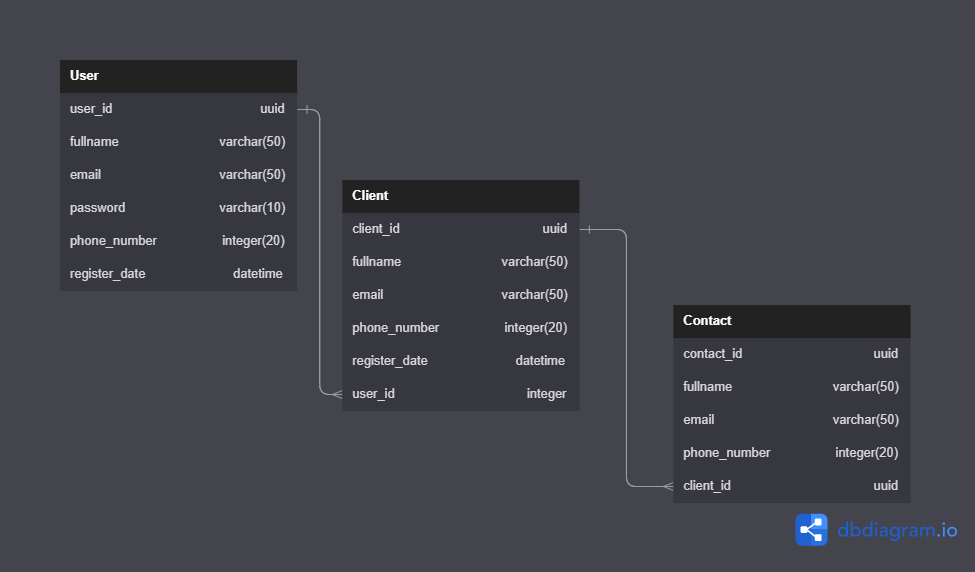 User
user_id uuid
fullname varchar(50)
email varchar(50)
password varchar(10)
phone_number integer(20)
register_date datetime
Client
client_id uuid
fullname varchar(50)
email varchar(50)
phone_number integer(20)
register_date datetime
user_id integer
Contact
contact_id uuid
fullname varchar(50)
email varchar(50)
phone_number integer(20)
client_id uuid
dbdiagram.io